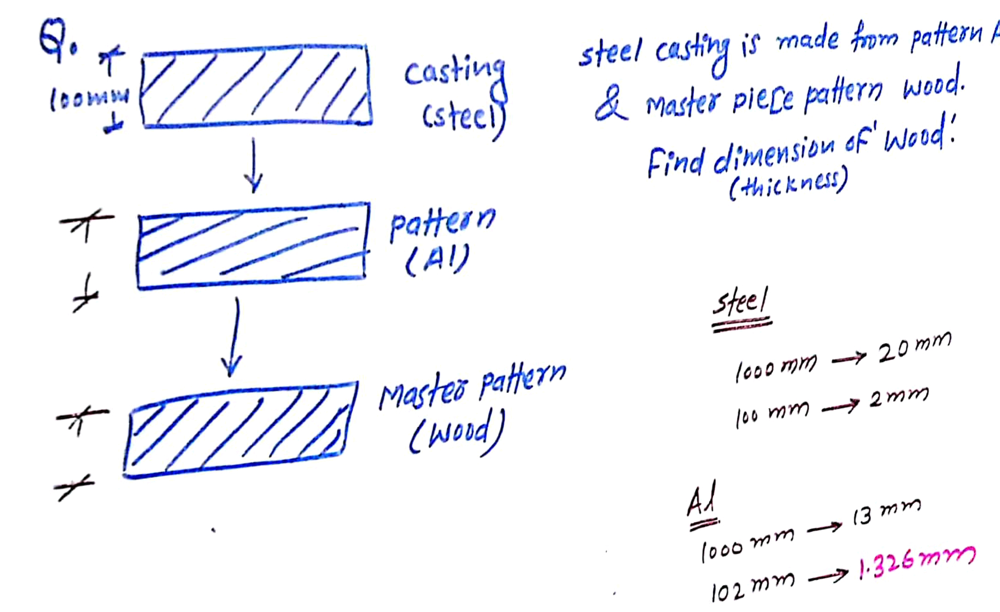 Q.
100mm
casting
(steel)
steel casting is made from pattern A
& Master piece pattern wood.
Find dimension of 'wood'.
(thickness)
pattern
(Al)
Master pattern
(wood)
steel
1000 mm → 20 mm
100 mm → 2 mm
Al
1000 mm → 13 mm
102 mm → 1.326 mm